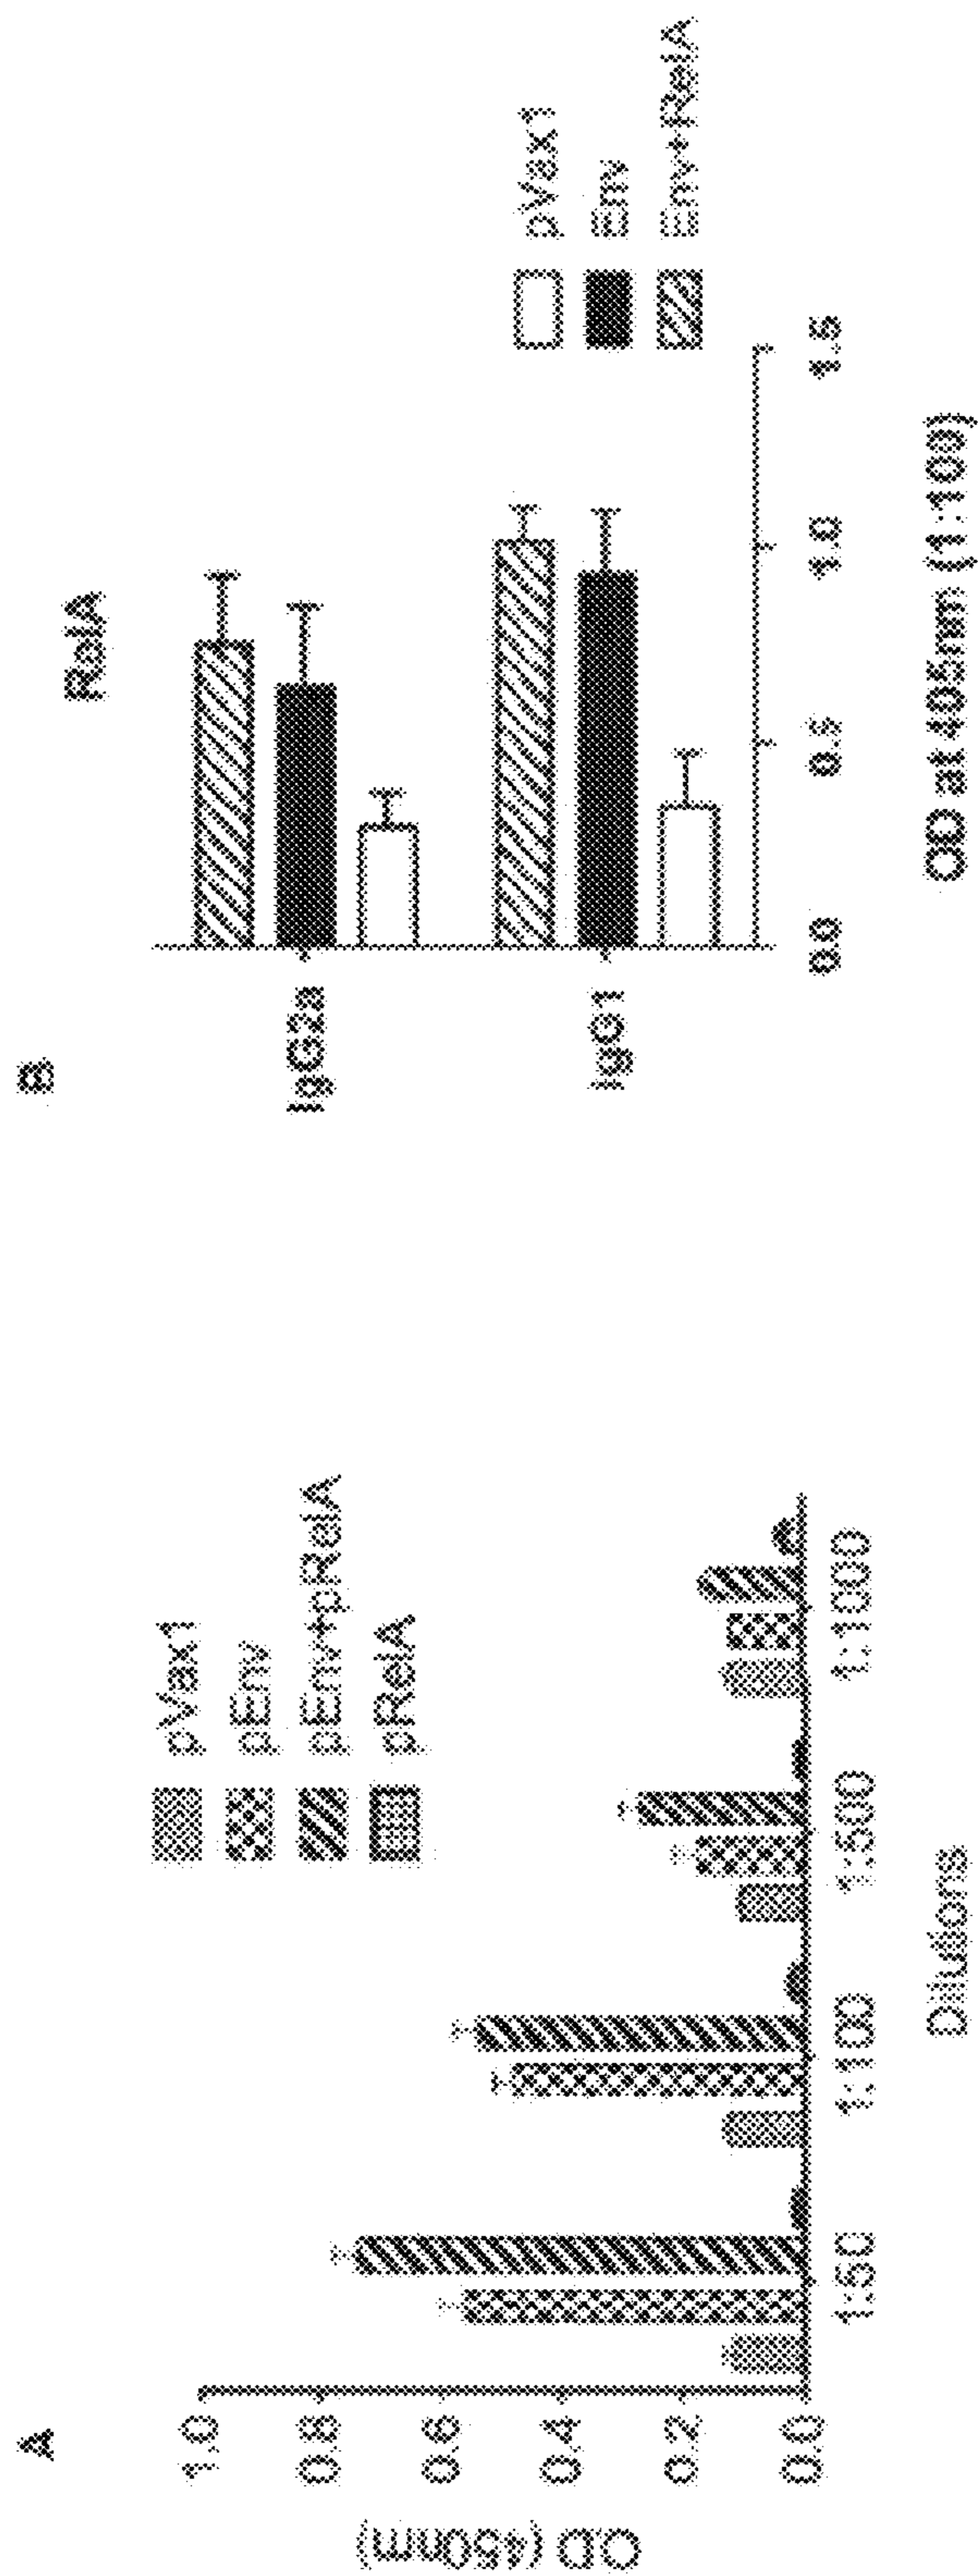 A
OD (450nm)
1.0
0.8
0.6
0.4
0.2
0.0
pVax1
pEnv
pEnv+pRelA
pRelA
1:50
1:100
1:500
1:1000
Dilutions
B
RelA
IgG2a
IgG1
pVax1
Env
Env+RelA
0.0
0.5
1.0
1.5
OD at 405nm (1:100)